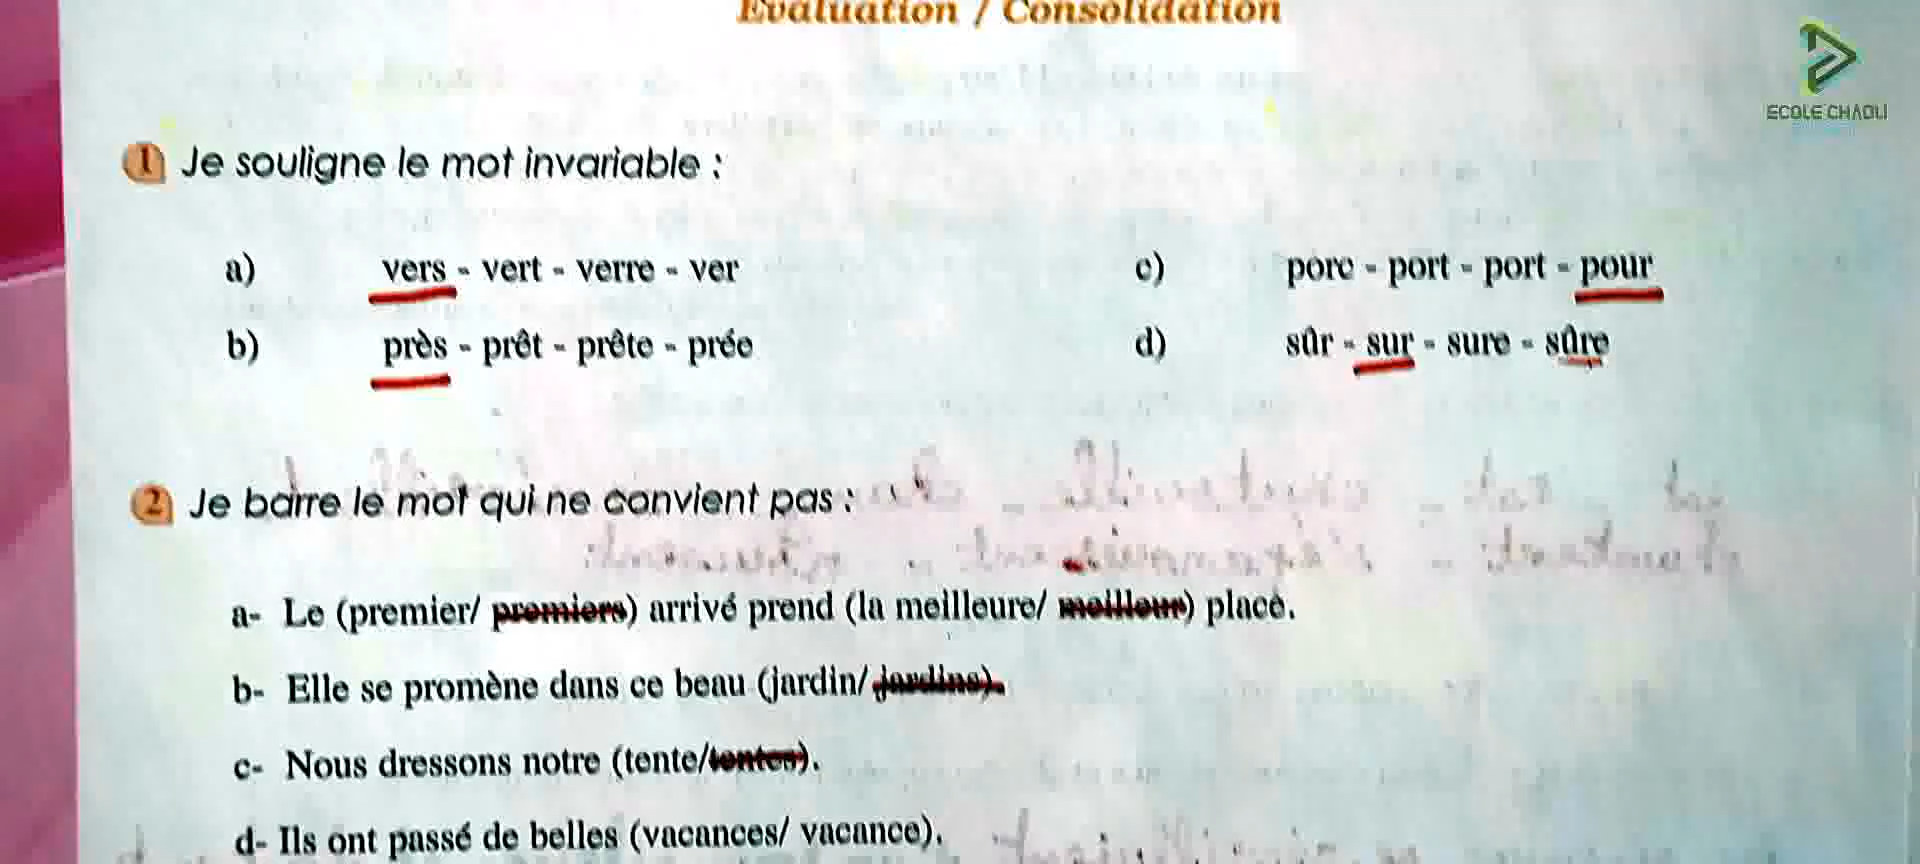 Evaluation / Consolidation
ECOLE CHAOLI
1 Je souligne le mot invariable :
a) vers - vert - verre - ver
c) porc - port - port - pour
b) près - prêt - prête - prée
d) sûr - sur - sure - sûre
2 Je barre le mot qui ne convient pas :
a- Le (premier/ premiers) arrivé prend (la meilleure/ meilleur) place.
b- Elle se promène dans ce beau (jardin/ jardins).
c- Nous dressons notre (tente/tentes).
d- Ils ont passé de belles (vacances/ vacance).